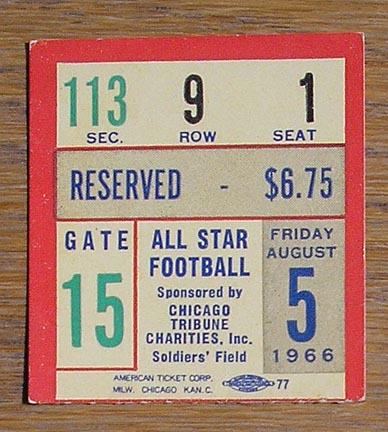 113 9 1
SEC. ROW SEAT
RESERVED - $6.75
GATE
15
ALL STAR
FOOTBALL
Sponsored by
CHICAGO
TRIBUNE
CHARITIES, Inc.
Soldiers' Field
FRIDAY
AUGUST
5
1966
AMERICAN TICKET CORP.
MILW. CHICAGO KAN. C.
77